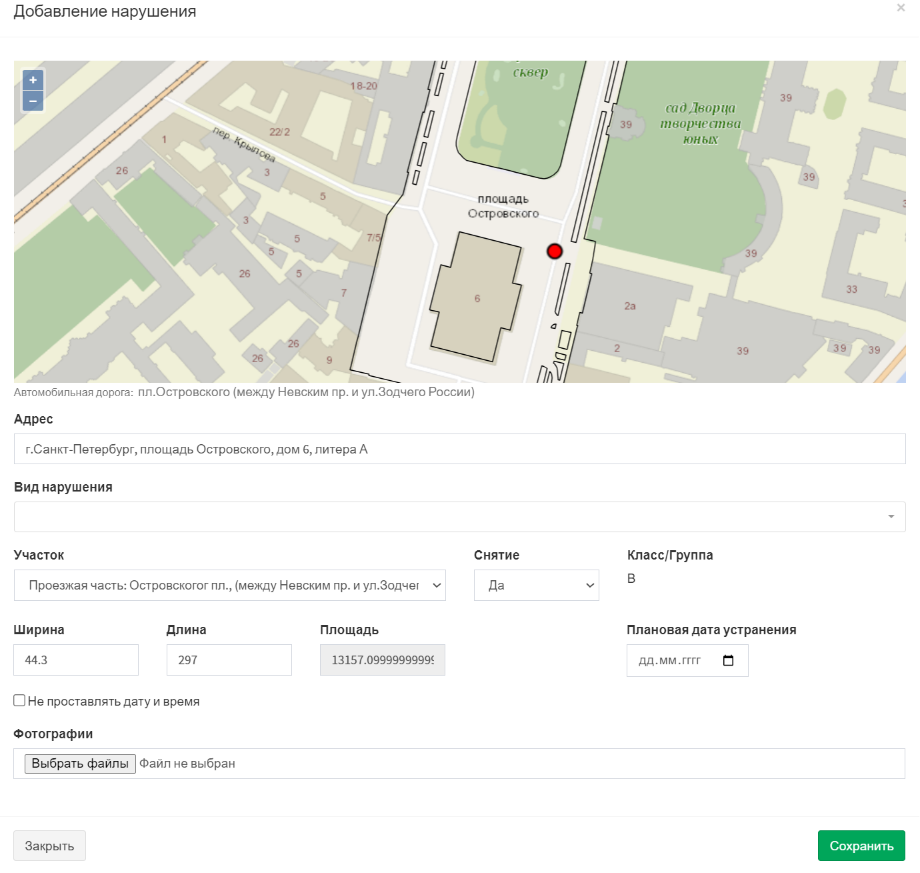 Добавление нарушения
×
+
−
сквер
18-20
сад Дворца
творчества
юных
39
39
22/2
1
пер. Крылова
26
3
5
39
площадь
Островского
3
5
7/5
5
5
39
26
7
6
2а
33
26
26
9
2
39
39
39
Автомобильная дорога: пл.Островского (между Невским пр. и ул.Зодчего России)
Адрес
г.Санкт-Петербург, площадь Островского, дом 6, литера А
Вид нарушения
Участок
Снятие
Класс/Группа
Проезжая часть: Островскогог пл., (между Невским пр. и ул.Зодчег
Да
В
Ширина
Длина
Площадь
Плановая дата устранения
44.3
297
13157.09999999999
дд.мм.гггг
Не проставлять дату и время
Фотографии
Выбрать файлы Файл не выбран
Закрыть
Сохранить